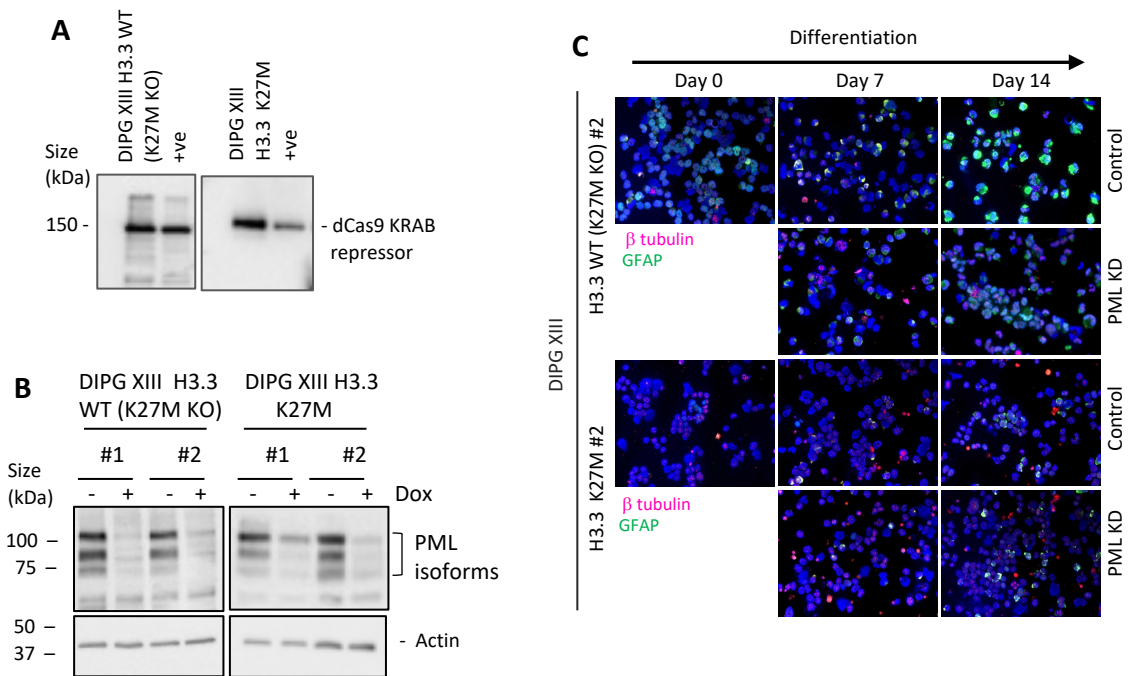 A
DIPG XIII H3.3 WT
(K27M KO)
+ve
DIPG XIII
H3.3 K27M
+ve
Size
(kDa)
150 -
- dCas9 KRAB
repressor
B
DIPG XIII H3.3
WT (K27M KO)
DIPG XIII H3.3
K27M
#1
#2
#1
#2
Size
(kDa)
- + - + - + - + Dox
100 –
75 –
PML
isoforms
50 –
37 –
- Actin
C
Differentiation
Day 0
Day 7
Day 14
DIPG XIII
H3.3 WT (K27M KO) #2
Control
β tubulin
GFAP
PML KD
H3.3 K27M #2
Control
β tubulin
GFAP
PML KD